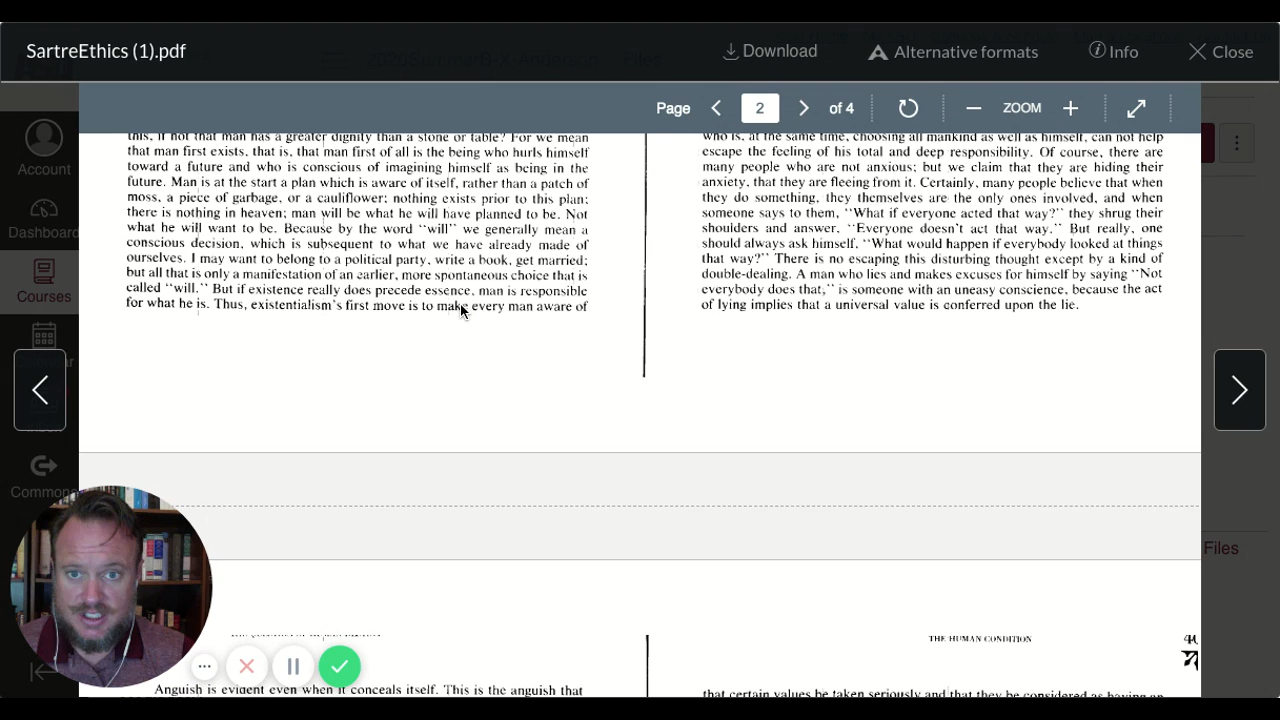 SartreEthics (1).pdf
Download
Alternative formats
Info
Close
Page
2
of 4
ZOOM
Account
Dashboard
Courses
Commons
Files
this, if not that man has a greater dignity than a stone or table? For we mean
that man first exists, that is, that man first of all is the being who hurls himself
toward a future and who is conscious of imagining himself as being in the
future. Man is at the start a plan which is aware of itself, rather than a patch of
moss, a piece of garbage, or a cauliflower; nothing exists prior to this plan;
there is nothing in heaven; man will be what he will have planned to be. Not
what he will want to be. Because by the word ‘‘will’’ we generally mean a
conscious decision, which is subsequent to what we have already made of
ourselves. I may want to belong to a political party, write a book, get married;
but all that is only a manifestation of an earlier, more spontaneous choice that is
called ‘‘will.’’ But if existence really does precede essence, man is responsible
for what he is. Thus, existentialism's first move is to make every man aware of
who is, at the same time, choosing all mankind as well as himself, can not help
escape the feeling of his total and deep responsibility. Of course, there are
many people who are not anxious; but we claim that they are hiding their
anxiety, that they are fleeing from it. Certainly, many people believe that when
they do something, they themselves are the only ones involved, and when
someone says to them, ‘‘What if everyone acted that way?’’ they shrug their
shoulders and answer, ‘‘Everyone doesn't act that way.’’ But really, one
should always ask himself, ‘‘What would happen if everybody looked at things
that way?’’ There is no escaping this disturbing thought except by a kind of
double-dealing. A man who lies and makes excuses for himself by saying ‘‘Not
everybody does that,’’ is someone with an uneasy conscience, because the act
of lying implies that a universal value is conferred upon the lie.
THE HUMAN CONDITION
Anguish is evident even when it conceals itself. This is the anguish that
that certain values be taken seriously and that they be considered as having an